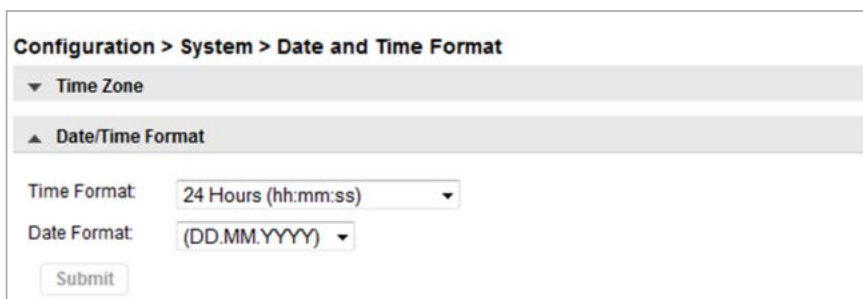 Configuration > System > Date and Time Format
Time Zone
Date/Time Format
Time Format: 24 Hours (hh:mm:ss)
Date Format: (DD.MM.YYYY)
Submit